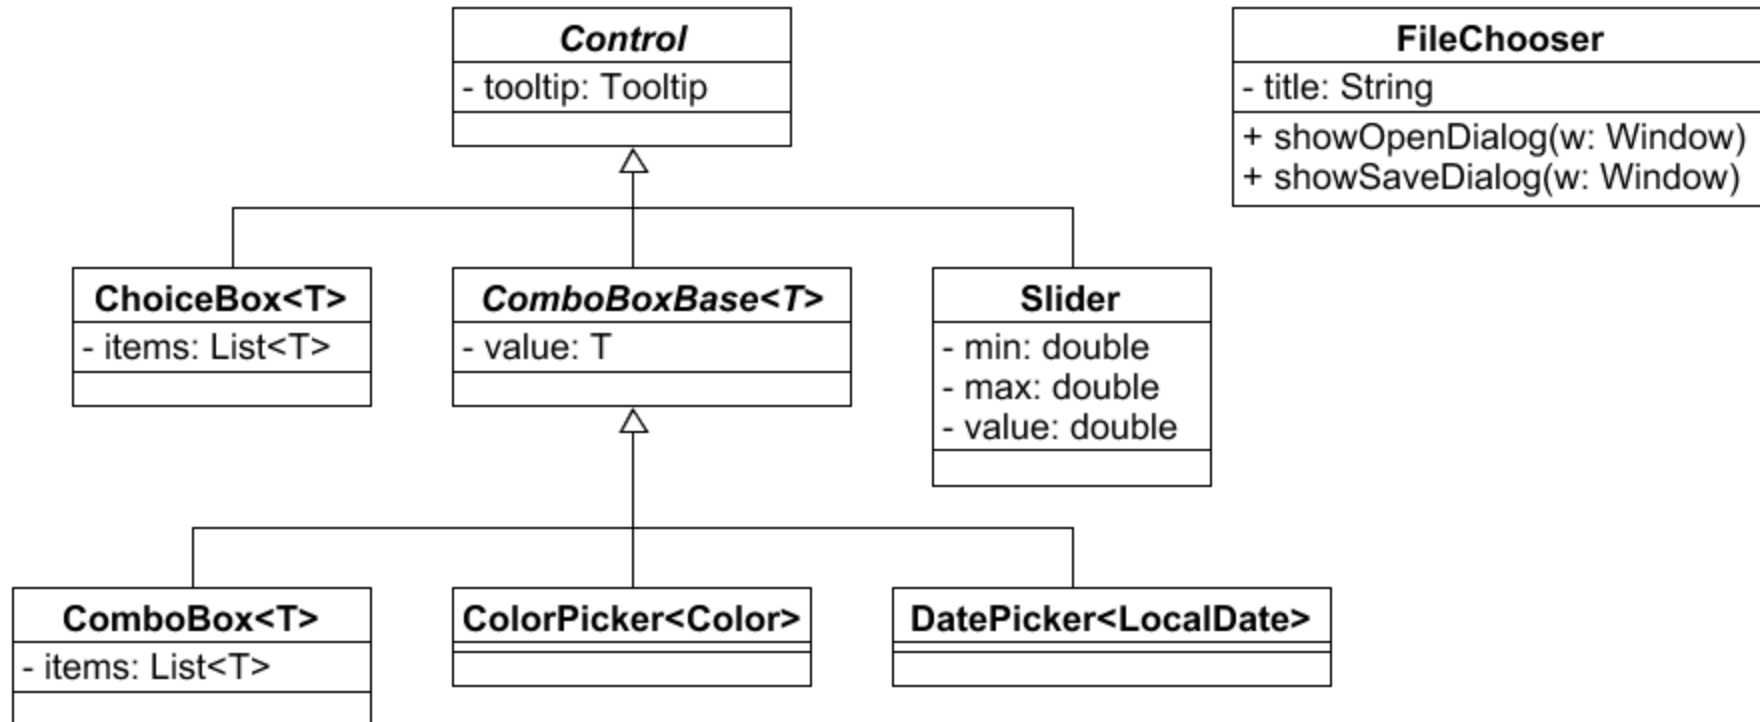 Control
- tooltip: Tooltip
FileChooser
- title: String
+ showOpenDialog(w: Window)
+ showSaveDialog(w: Window)
ChoiceBox<T>
- items: List<T>
ComboBoxBase<T>
- value: T
Slider
- min: double
- max: double
- value: double
ComboBox<T>
- items: List<T>
ColorPicker<Color>
DatePicker<LocalDate>